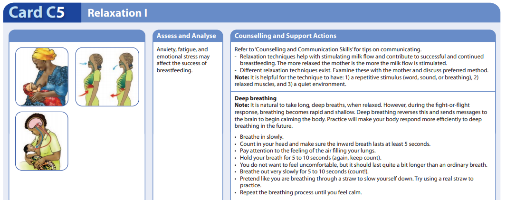 Card C5 Relaxation I
Assess and Analyse
Anxiety, fatigue, and
emotional stress may
affect the success of
breastfeeding.
Counselling and Support Actions
Refer to 'Counselling and Communication Skills' for tips on communicating.
- Relaxation techniques help with stimulating milk flow and contribute to successful and continued
breastfeeding. The more relaxed the mother is the more the milk flow is stimulated.
- Different relaxation techniques exist. Examine these with the mother and discuss preferred method.
Note: It is helpful for the technique to have: 1) a repetitive stimulus (word, sound, or breathing), 2)
relaxed muscles, and 3) a quiet environment.
Deep breathing
Note: It is natural to take long, deep breaths, when relaxed. However, during the fight-or-flight
response, breathing becomes rapid and shallow. Deep breathing reverses this and sends messages to
the brain to begin calming the body. Practice will make your body respond more efficiently to deep
breathing in the future.
- Breathe in slowly.
- Count in your head and make sure the inward breath lasts at least 5 seconds.
- Pay attention to the feeling of the air filling your lungs.
- Hold your breath for 5 to 10 seconds (again, keep count).
- You do not want to feel uncomfortable, but it should last quite a bit longer than an ordinary breath.
- Breathe out very slowly for 5 to 10 seconds (count!).
- Pretend like you are breathing through a straw to slow yourself down. Try using a real straw to
practice.
- Repeat the breathing process until you feel calm.